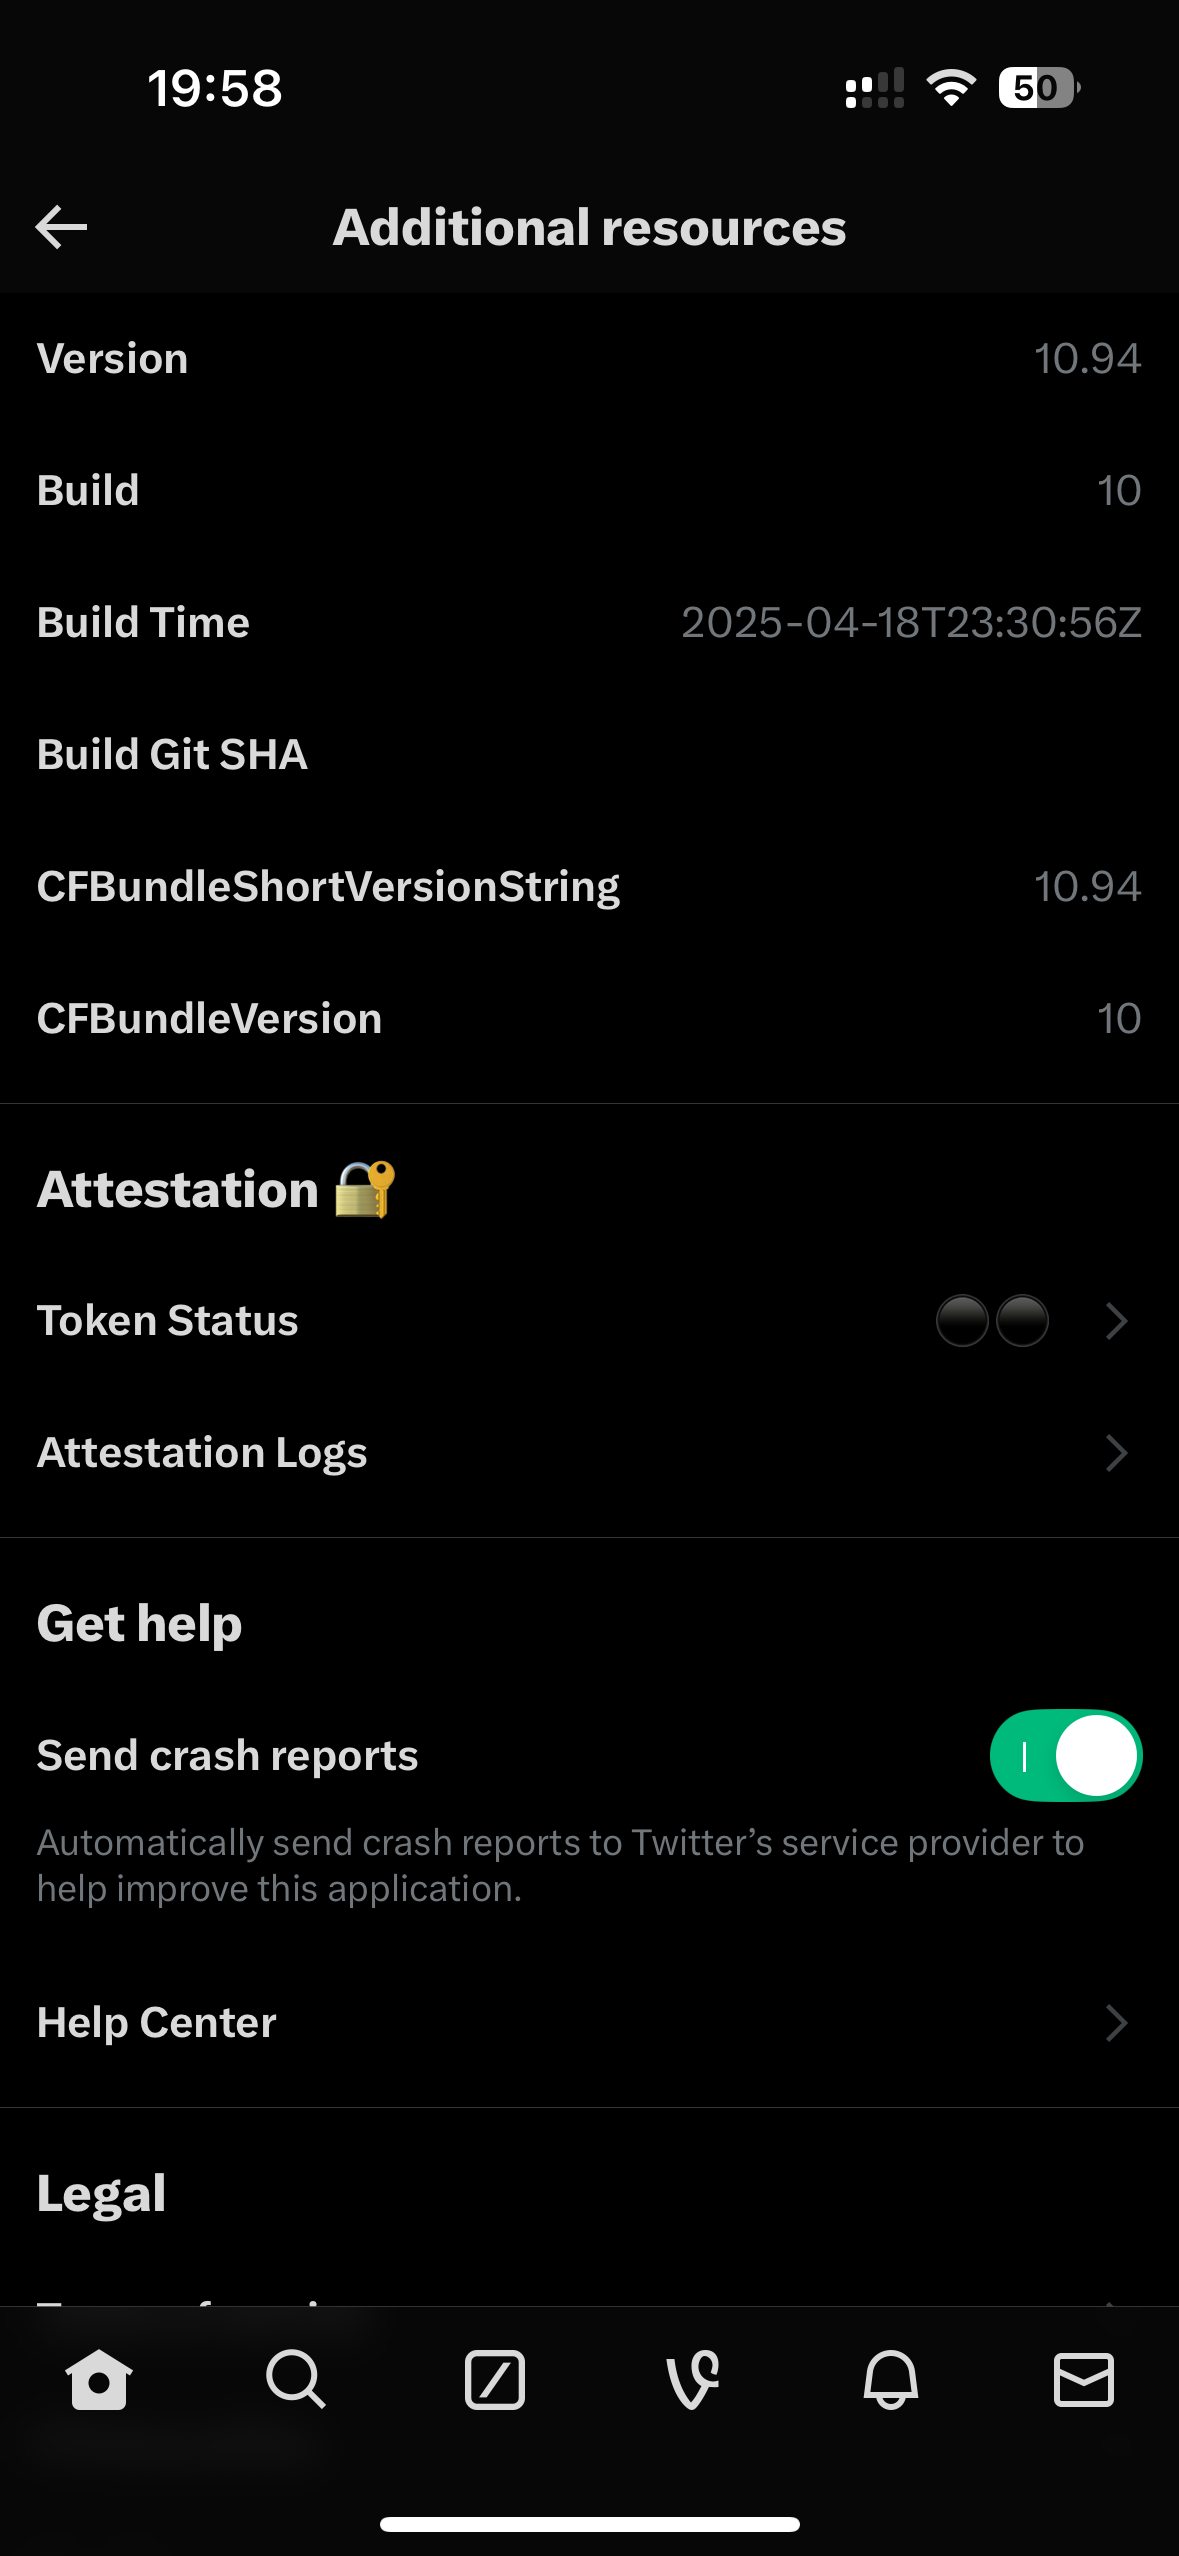 19:58
50
Additional resources
Version 10.94
Build 10
Build Time 2025-04-18T23:30:56Z
Build Git SHA
CFBundleShortVersionString 10.94
CFBundleVersion 10
Attestation 🔐
Token Status ⚫⚫
Attestation Logs
Get help
Send crash reports
Automatically send crash reports to Twitter’s service provider to
help improve this application.
Help Center
Legal